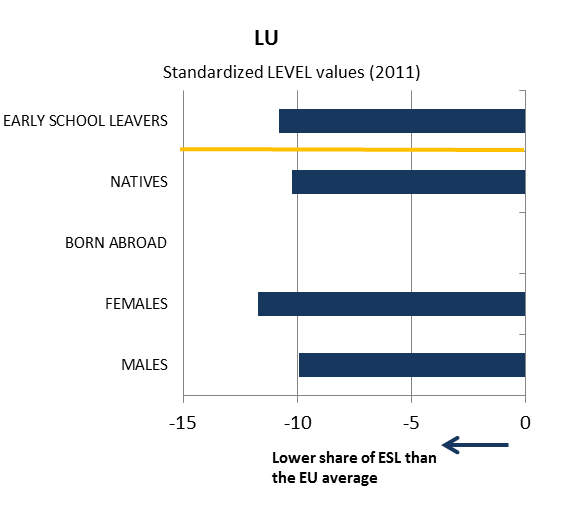 LU
Standardized LEVEL values (2011)
EARLY SCHOOL LEAVERS
NATIVES
BORN ABROAD
FEMALES
MALES
-15 -10 -5 0
Lower share of ESL than
the EU average